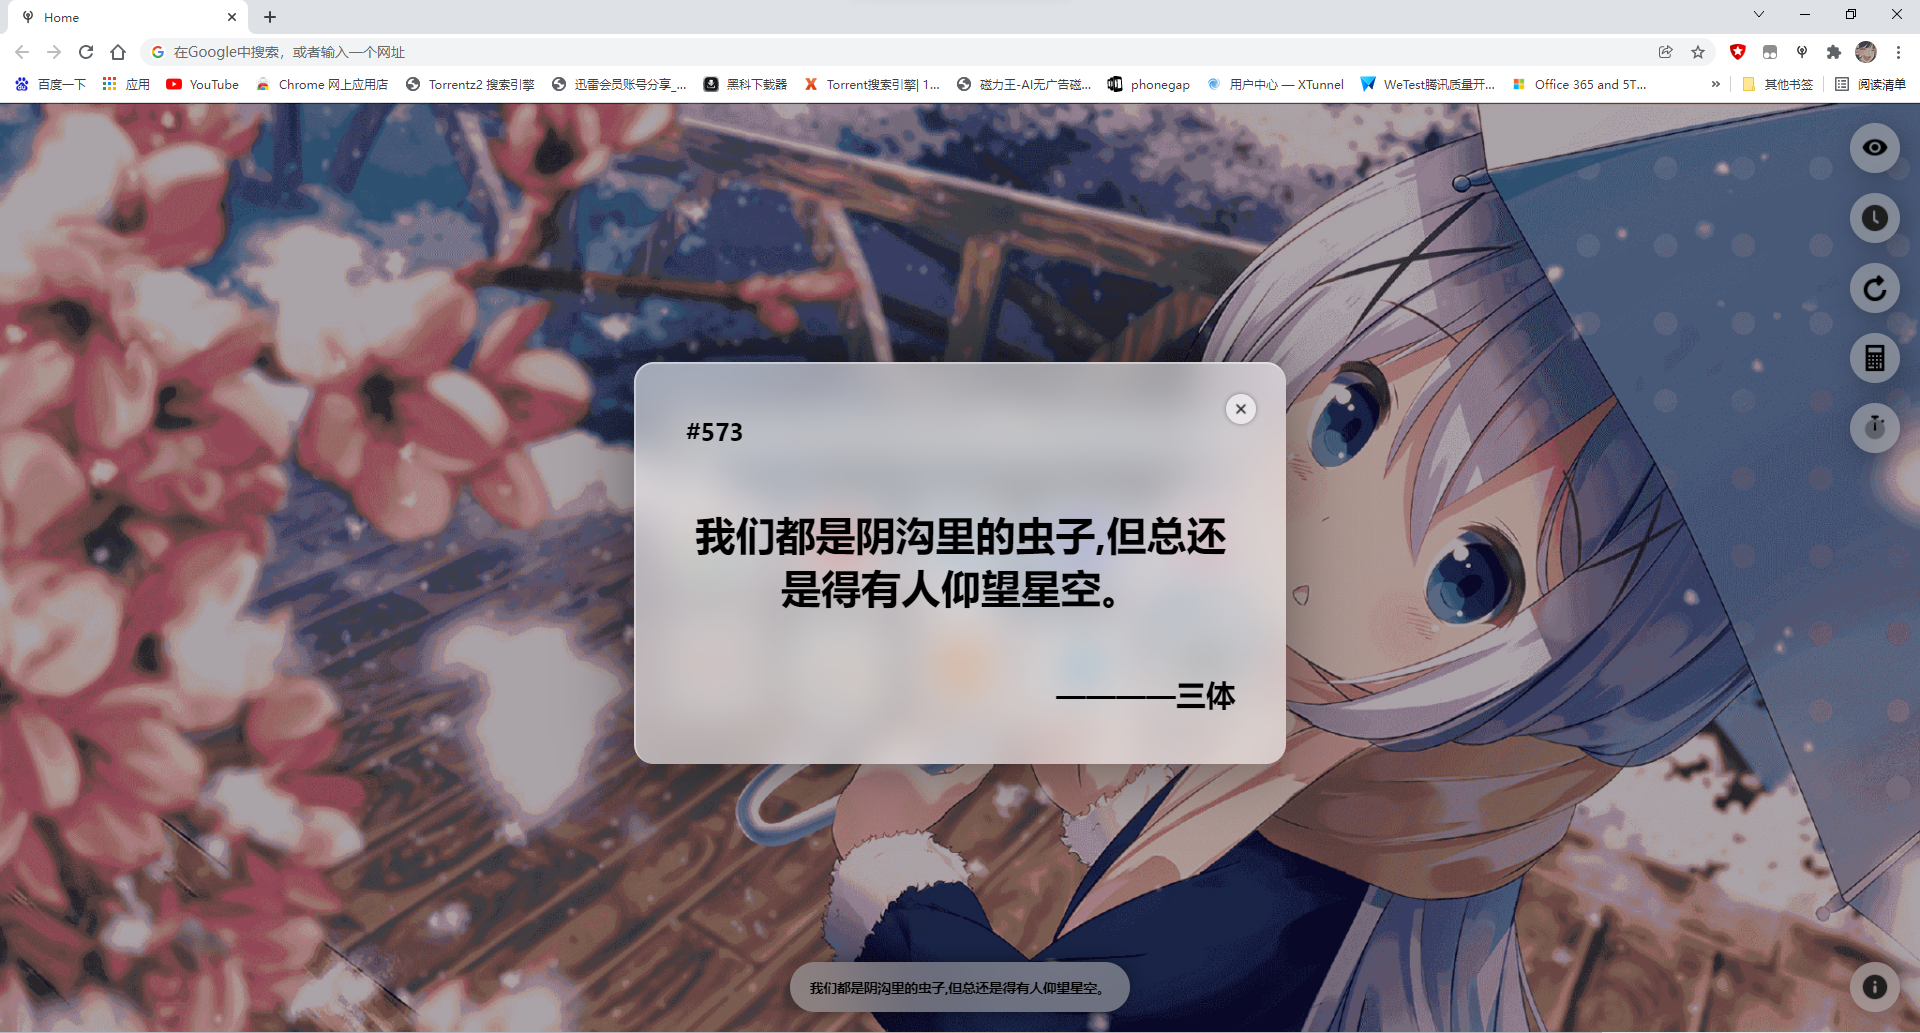 Home
在Google中搜索，或者输入一个网址
百度一下
应用
YouTube
Chrome 网上应用店
Torrentz2 搜索引擎
迅雷会员账号分享_...
黑科下载器
Torrent搜索引擎| 1...
磁力王-AI无广告磁...
phonegap
用户中心 — XTunnel
WeTest腾讯质量开...
Office 365 and 5T...
»
其他书签
阅读清单
#573
我们都是阴沟里的虫子,但总还
是得有人仰望星空。
————三体
我们都是阴沟里的虫子,但总还是得有人仰望星空。